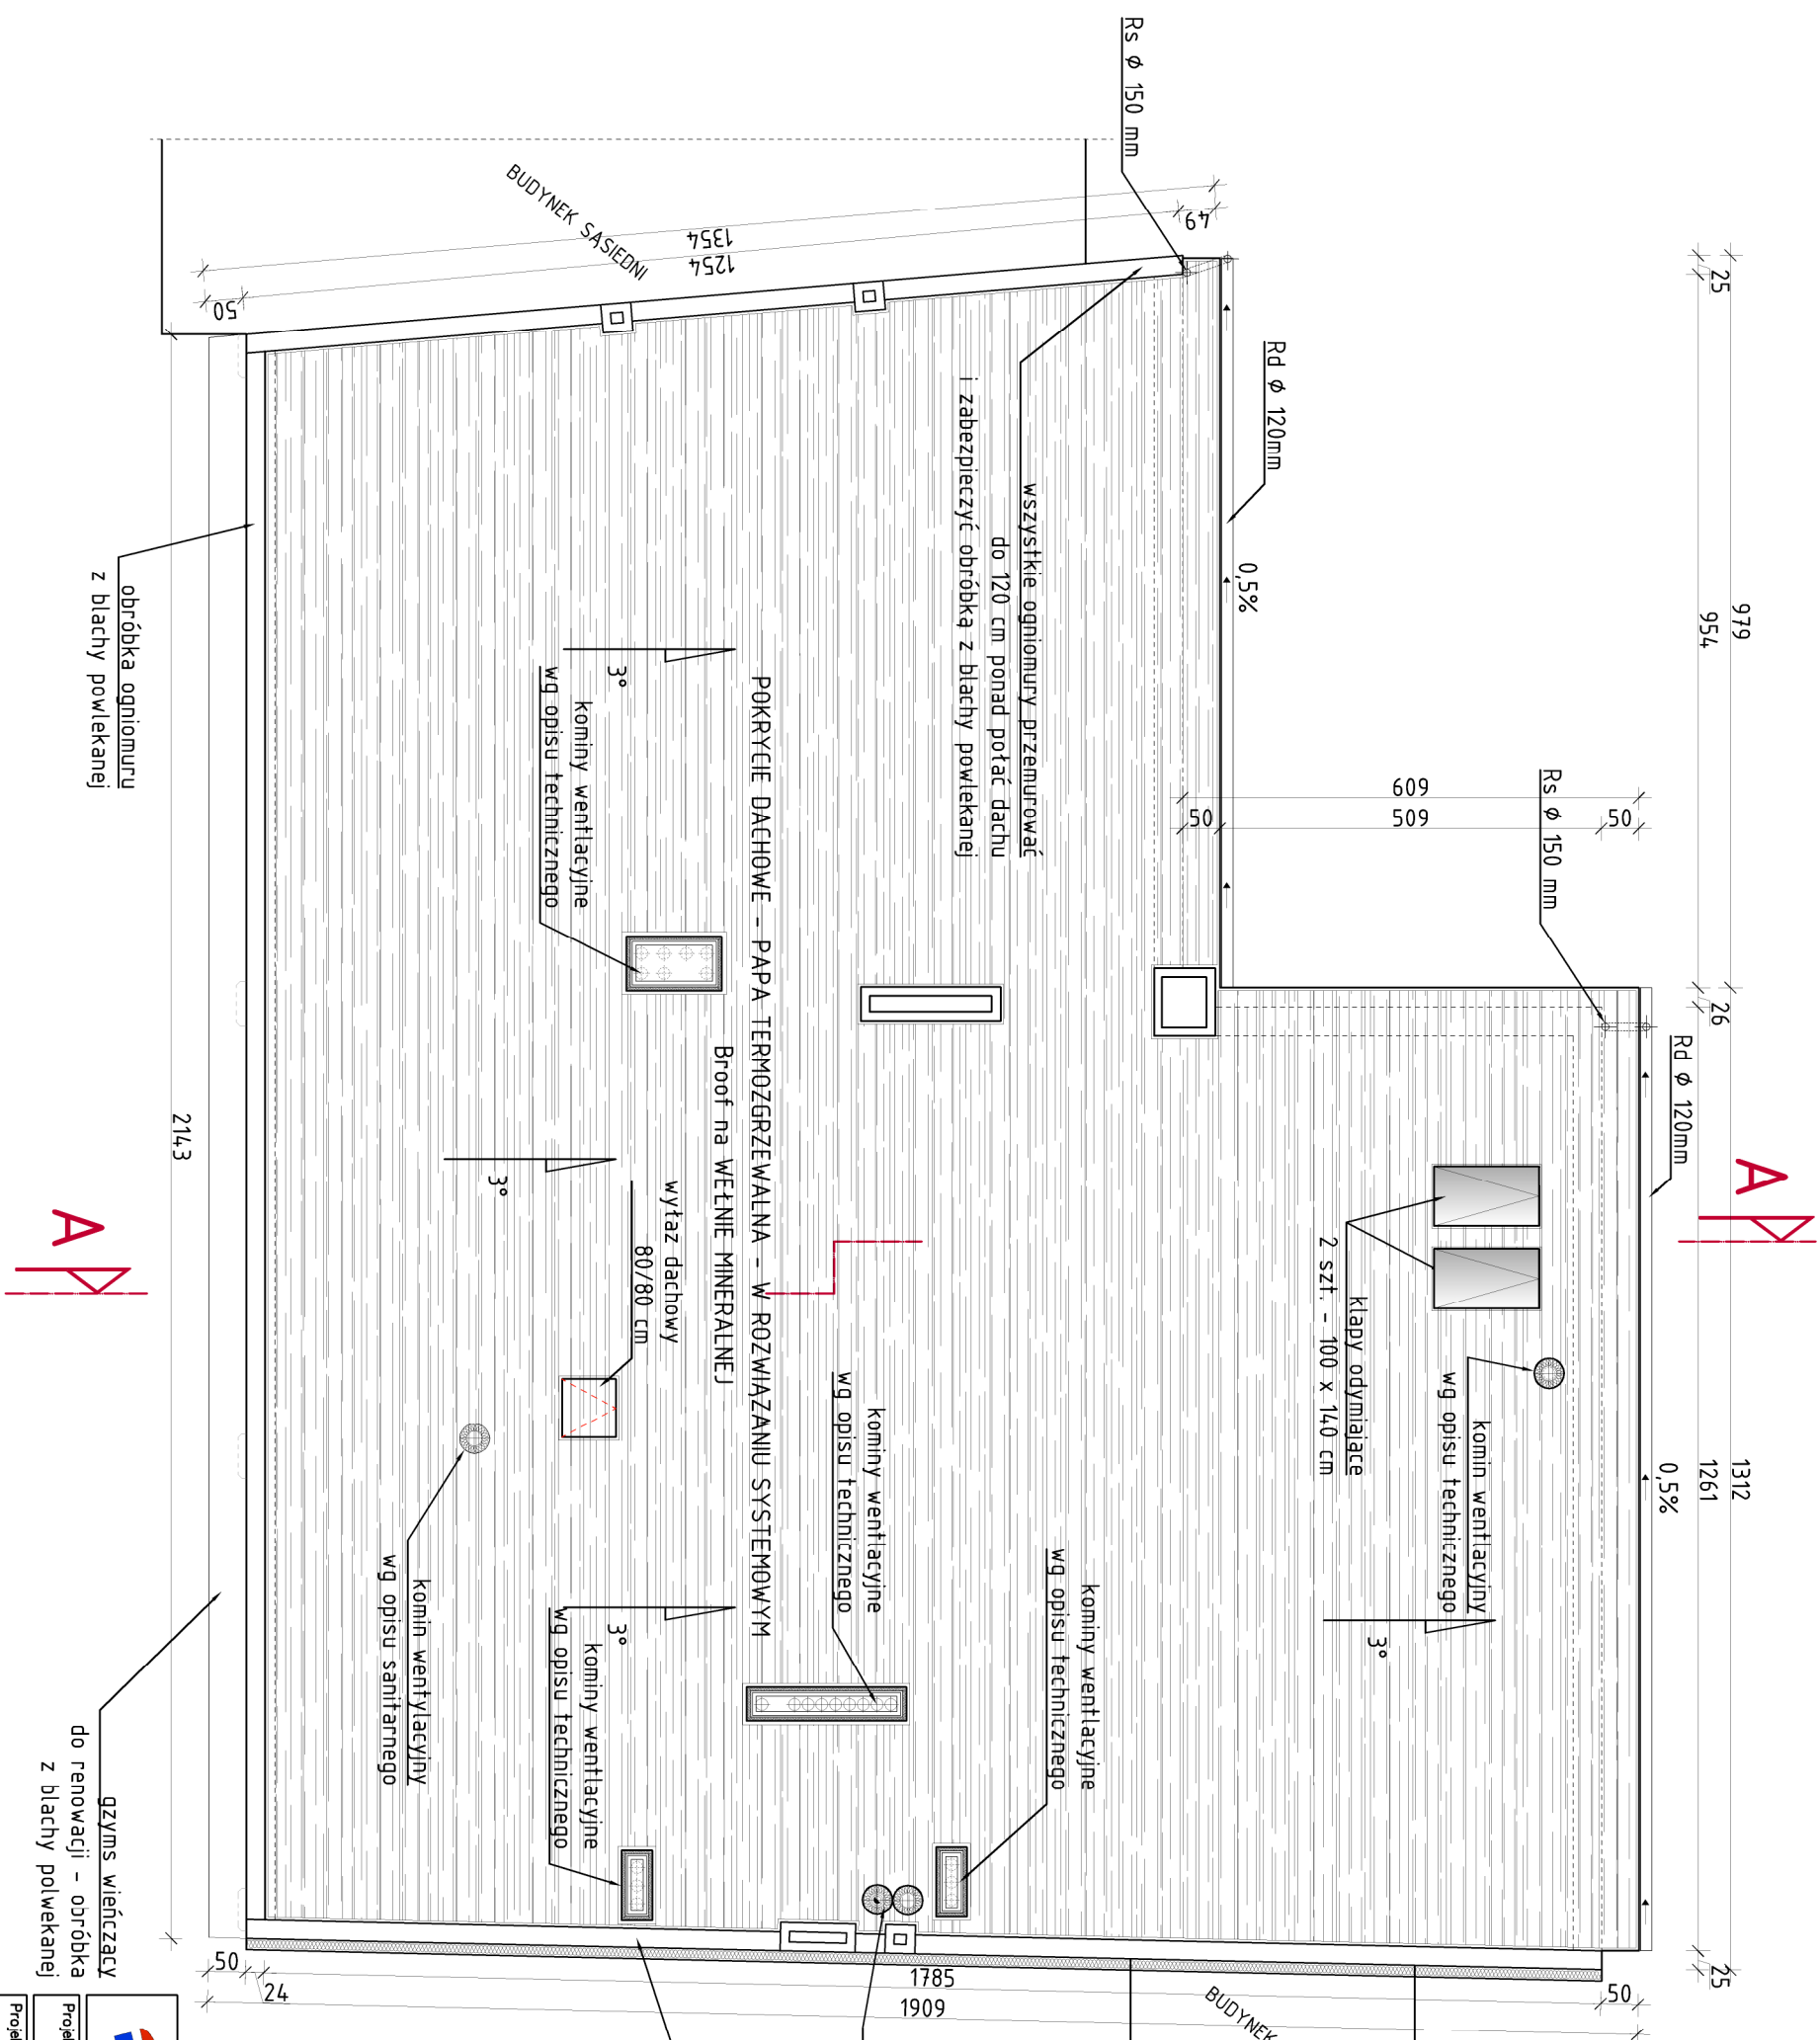 Rs ø 150 mm
Rd ø 120mm
0,5%
979
954
25
Rs ø 150 mm
609
509
50
50
26
Rd ø 120mm
A
1312
1261
0,5%
25
BUDYNEK SĄSIEDNI
1354
1254
49
50
wszystkie ogniomury przemurować
do 120 cm ponad połać dachu
i zabezpieczyć obróbką z blachy powlekanej
klapy odymiające
2 szt. - 100 x 140 cm
komin wentlacyjny
wg opisu technicznego
3°
POKRYCIE DACHOWE - PAPA TERMOZGRZEWALNA - W ROZWIĄZANIU SYSTEMOWYM
Broof na WEŁNIE MINERALNEJ
3°
kominy wentlacyjne
wg opisu technicznego
3°
wyłaz dachowy
80/80 cm
kominy wentlacyjne
wg opisu technicznego
kominy wentlacyjne
wg opisu technicznego
3°
kominy wentlacyjne
wg opisu technicznego
komin wentylacyjny
wg opisu sanitarnego
obróbka ogniomuru
z blachy powlekanej
2143
A
gzyms wieńczący
do renowacji - obróbka
z blachy polwekanej
50
24
1785
1909
50
BUDYNEK
Projek
Projek